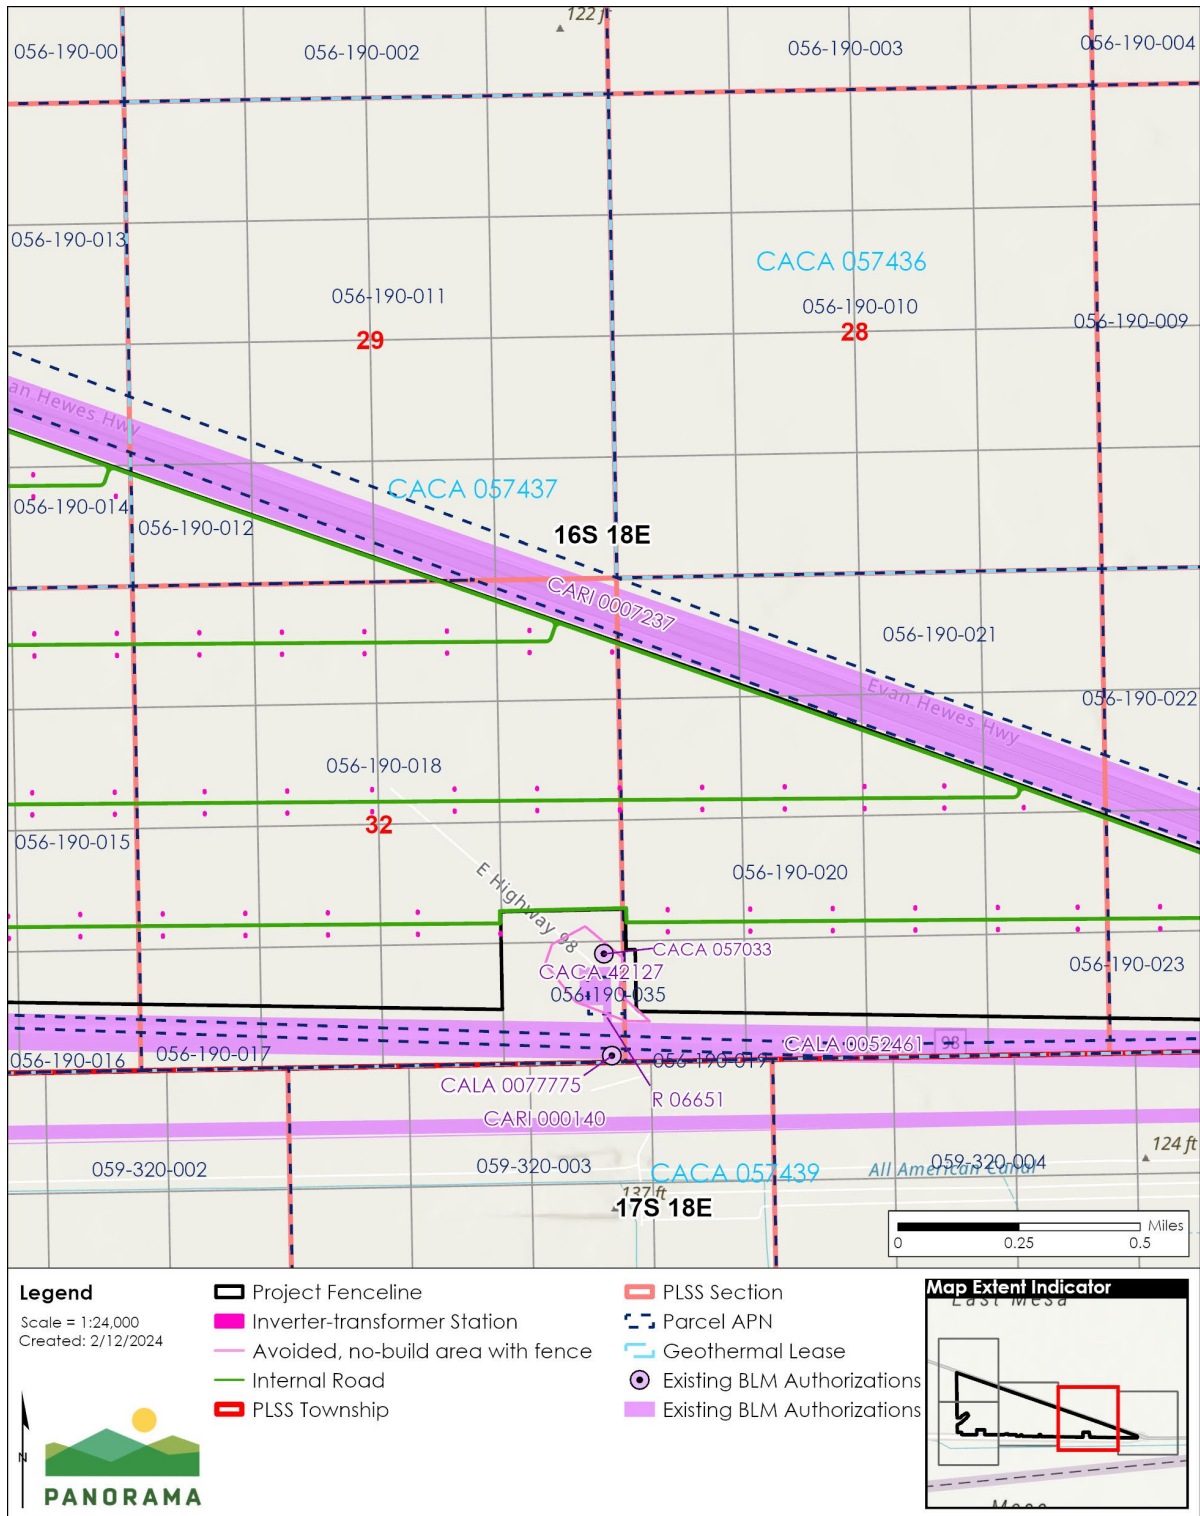 122 ft
056-190-00
056-190-002
056-190-003
056-190-004
056-190-013
CACA 057436
056-190-011
056-190-010
056-190-009
29
28
an Hewes Hwy
CACA 057437
056-190-014
056-190-012
16S 18E
CARI 0007237
056-190-021
Evan Hewes Hwy
056-190-022
056-190-018
32
056-190-015
056-190-020
E Highway 98
CACA 057033
CACA 42127
056-190-023
056-190-035
CALA 0052461
98
056-190-016
056-190-017
056-190-019
CALA 0077775
R 06651
CARI 000140
059-320-002
059-320-003
CACA 057439
All American Canal
059-320-004
124 ft
137 ft
17S 18E
Miles
0 0.25 0.5
Legend
Scale = 1:24,000
Created: 2/12/2024
N
PANORAMA
Project Fenceline
Inverter-transformer Station
Avoided, no-build area with fence
Internal Road
PLSS Township
PLSS Section
Parcel APN
Geothermal Lease
Existing BLM Authorizations
Existing BLM Authorizations
Map Extent Indicator
East Mesa
Mesa